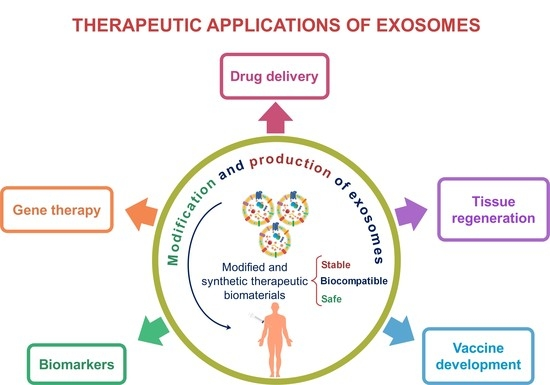 THERAPEUTIC APPLICATIONS OF EXOSOMES
Drug delivery
Modification and production of exosomes
Gene therapy
Tissue
regeneration
Modified and
synthetic therapeutic
biomaterials
Stable
Biocompatible
Safe
Biomarkers
Vaccine
development